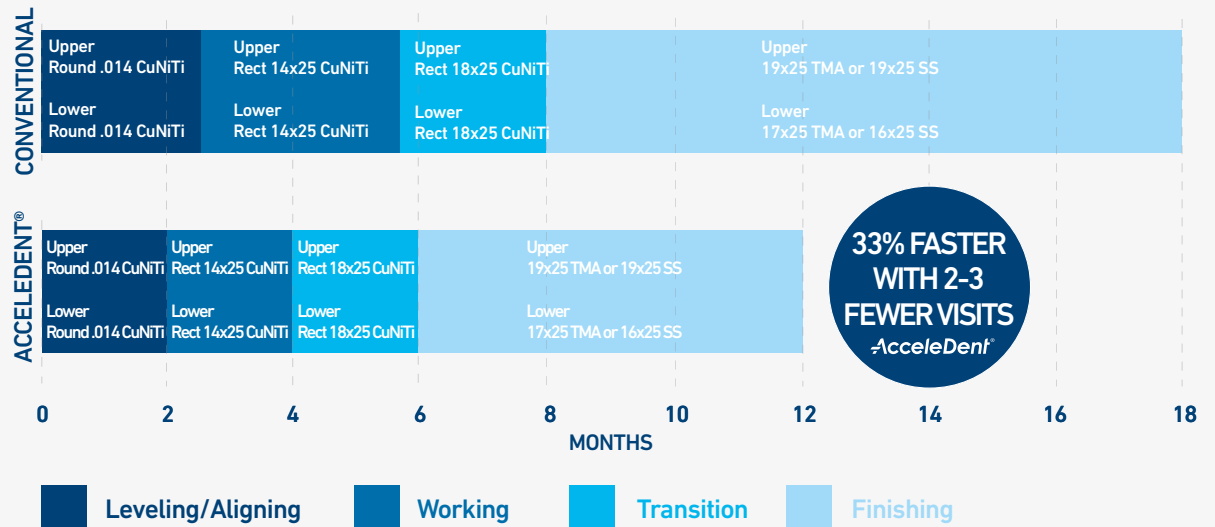 CONVENTIONAL
Upper
Round .014 CuNiTi
Lower
Round .014 CuNiTi
Upper
Rect 14x25 CuNiTi
Lower
Rect 14x25 CuNiTi
Upper
Rect 18x25 CuNiTi
Lower
Rect 18x25 CuNiTi
Upper
19x25 TMA or 19x25 SS
Lower
17x25 TMA or 16x25 SS
ACCELEDENT®
Upper
Round .014 CuNiTi
Lower
Round .014 CuNiTi
Upper
Rect 14x25 CuNiTi
Lower
Rect 14x25 CuNiTi
Upper
Rect 18x25 CuNiTi
Lower
Rect 18x25 CuNiTi
Upper
19x25 TMA or 19x25 SS
Lower
17x25 TMA or 16x25 SS
33% FASTER
WITH 2-3
FEWER VISITS
AcceleDent®
0 2 4 6 8 10 12 14 16 18
MONTHS
Leveling/Aligning Working Transition Finishing